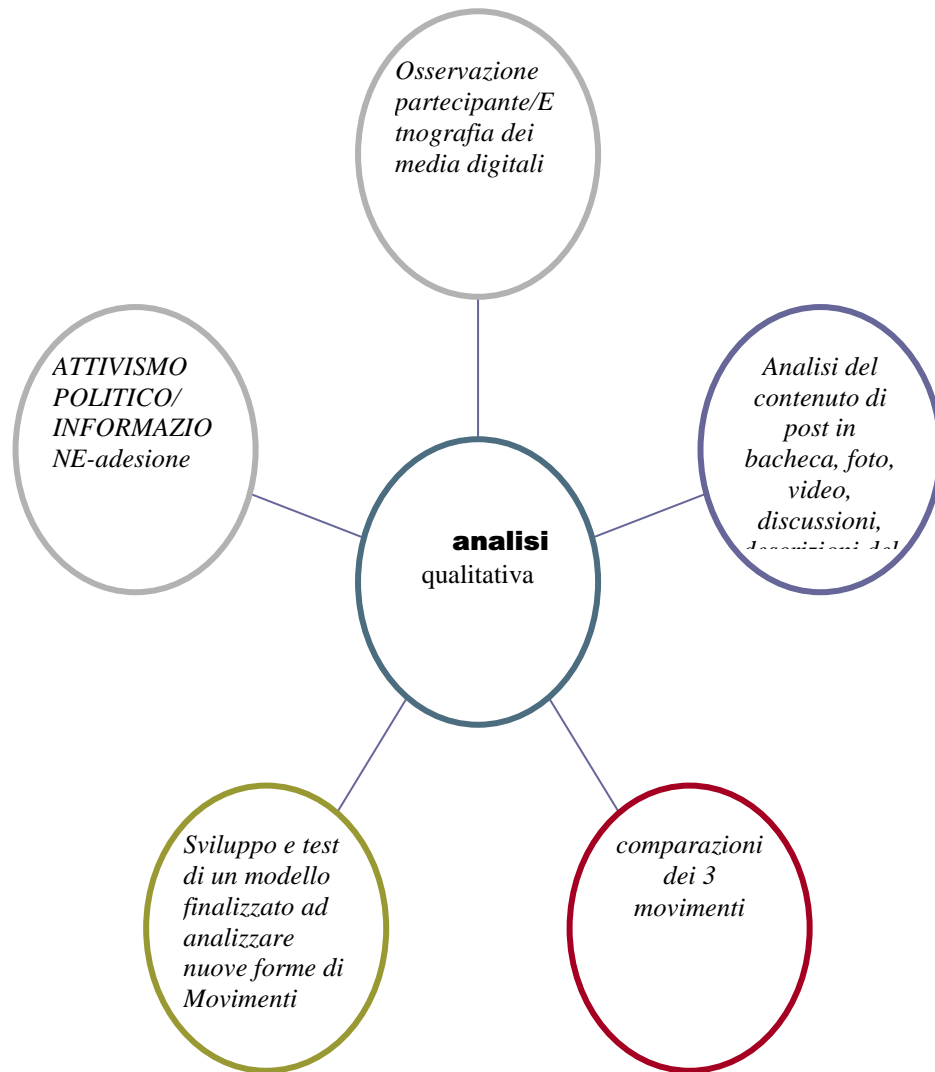 Osservazione
partecipante/E
tnografia dei
media digitali
ATTIVISMO
POLITICO/
INFORMAZIO
NE-adesione
Analisi del
contenuto di
post in
bacheca, foto,
video,
discussioni,
descrizioni del
analisi
qualitativa
Sviluppo e test
di un modello
finalizzato ad
analizzare
nuove forme di
Movimenti
comparazioni
dei 3
movimenti